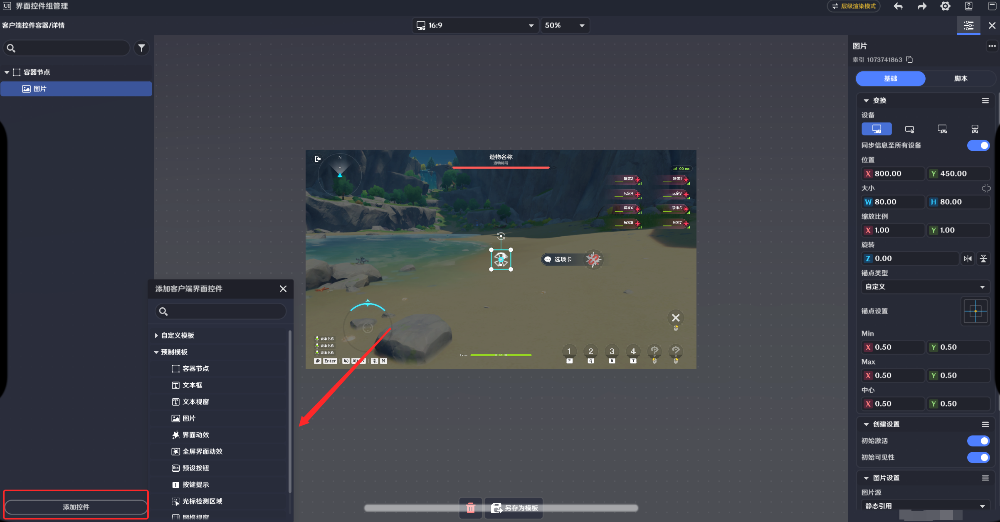 UI 界面控件组管理
层级渲染模式
客户端控件容器/详情
16:9
50%
容器节点
图片
添加控件
添加客户端界面控件
自定义模板
预制模板
容器节点
文本框
文本视窗
图片
界面动效
全屏界面动效
Btn 预设按钮
1 按键提示
光标检测区域
网格视窗
N
造物名称
造物称号
00 ms
玩家2
玩家1
玩家4
玩家3
玩家6
玩家5
玩家8
玩家7
选项卡
玩家名称
玩家名称
玩家名称
Enter
N
Lv.--
00/00
1 2 3 4
E Q R T
另存为模板
图片
索引 1073741863
基础
脚本
变换
设备
同步信息至所有设备
位置
X 800.00 Y 450.00
大小
W 80.00 H 80.00
缩放比例
X 1.00 Y 1.00
旋转
Z 0.00
锚点类型
自定义
锚点设置
Min
X 0.50 Y 0.50
Max
X 0.50 Y 0.50
中心
X 0.50 Y 0.50
创建设置
初始激活
初始可见性
图片设置
图片源
静态引用